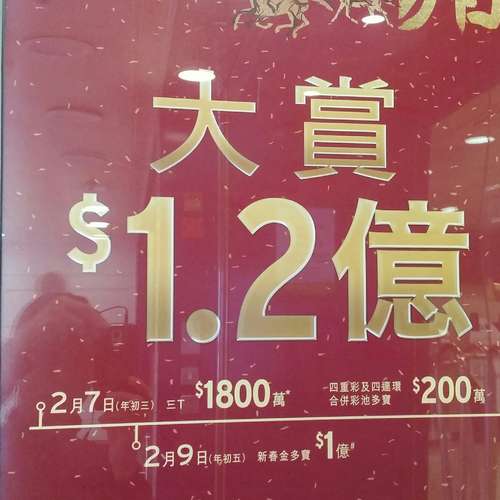 大賞
$1.2億
2月7日(年初三) 三T $1800萬* 四重彩及四連環 合併彩池多寶 $200萬
2月9日(年初五) 新春金多寶 $1億#